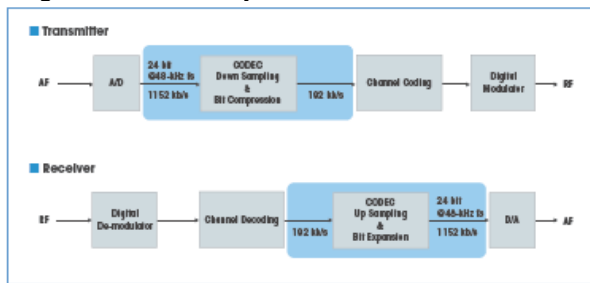 Transmitter
AF
A/D
24 bit
@48-kHz fs
1152 kb/s
CODEC
Down Sampling
&
Bit Compression
192 kb/s
Channel Coding
Digital
Modulator
RF
Receiver
RF
Digital
De-modulator
Channel Decoding
192 kb/s
CODEC
Up Sampling
&
Bit Expansion
24 bit
@48-kHz fs
1152 kb/s
D/A
AF